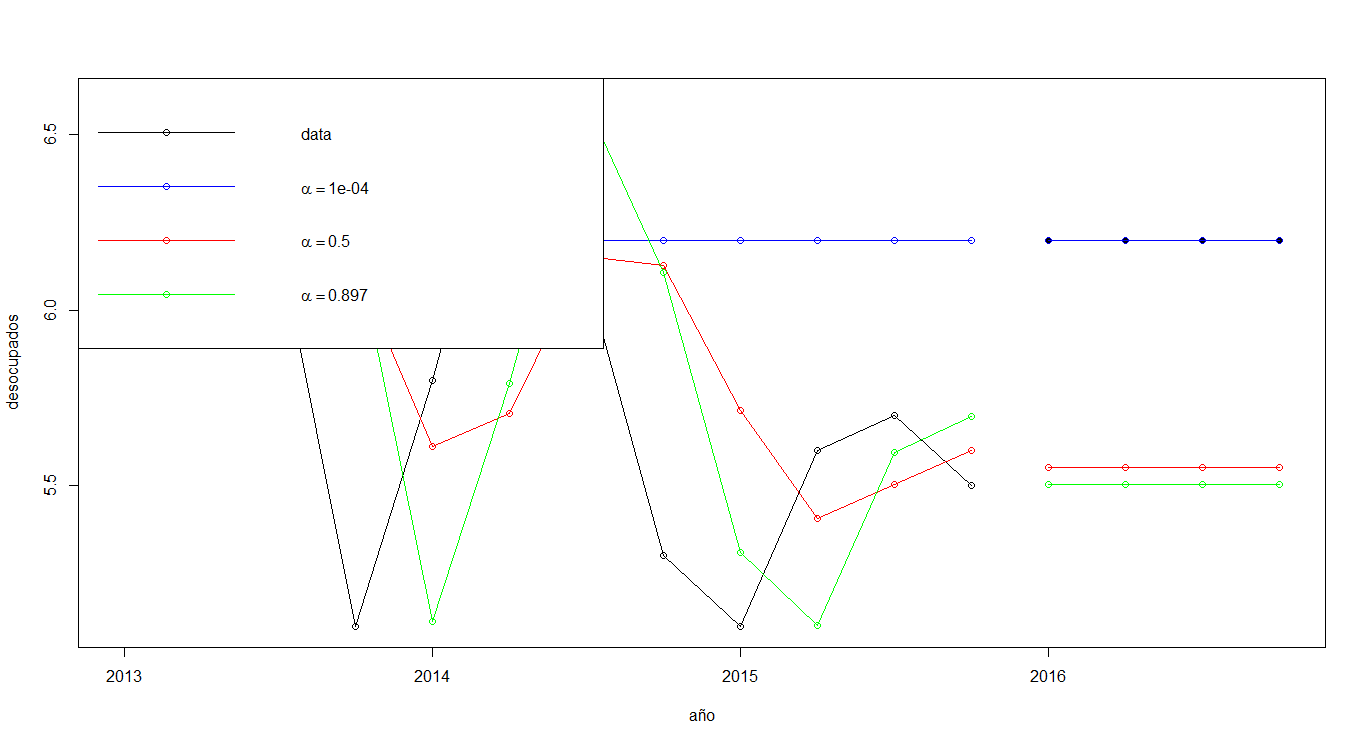 data
α = 1e-04
α = 0.5
α = 0.897
6.5
6.0
5.5
desocupados
2013 2014 2015 2016
año